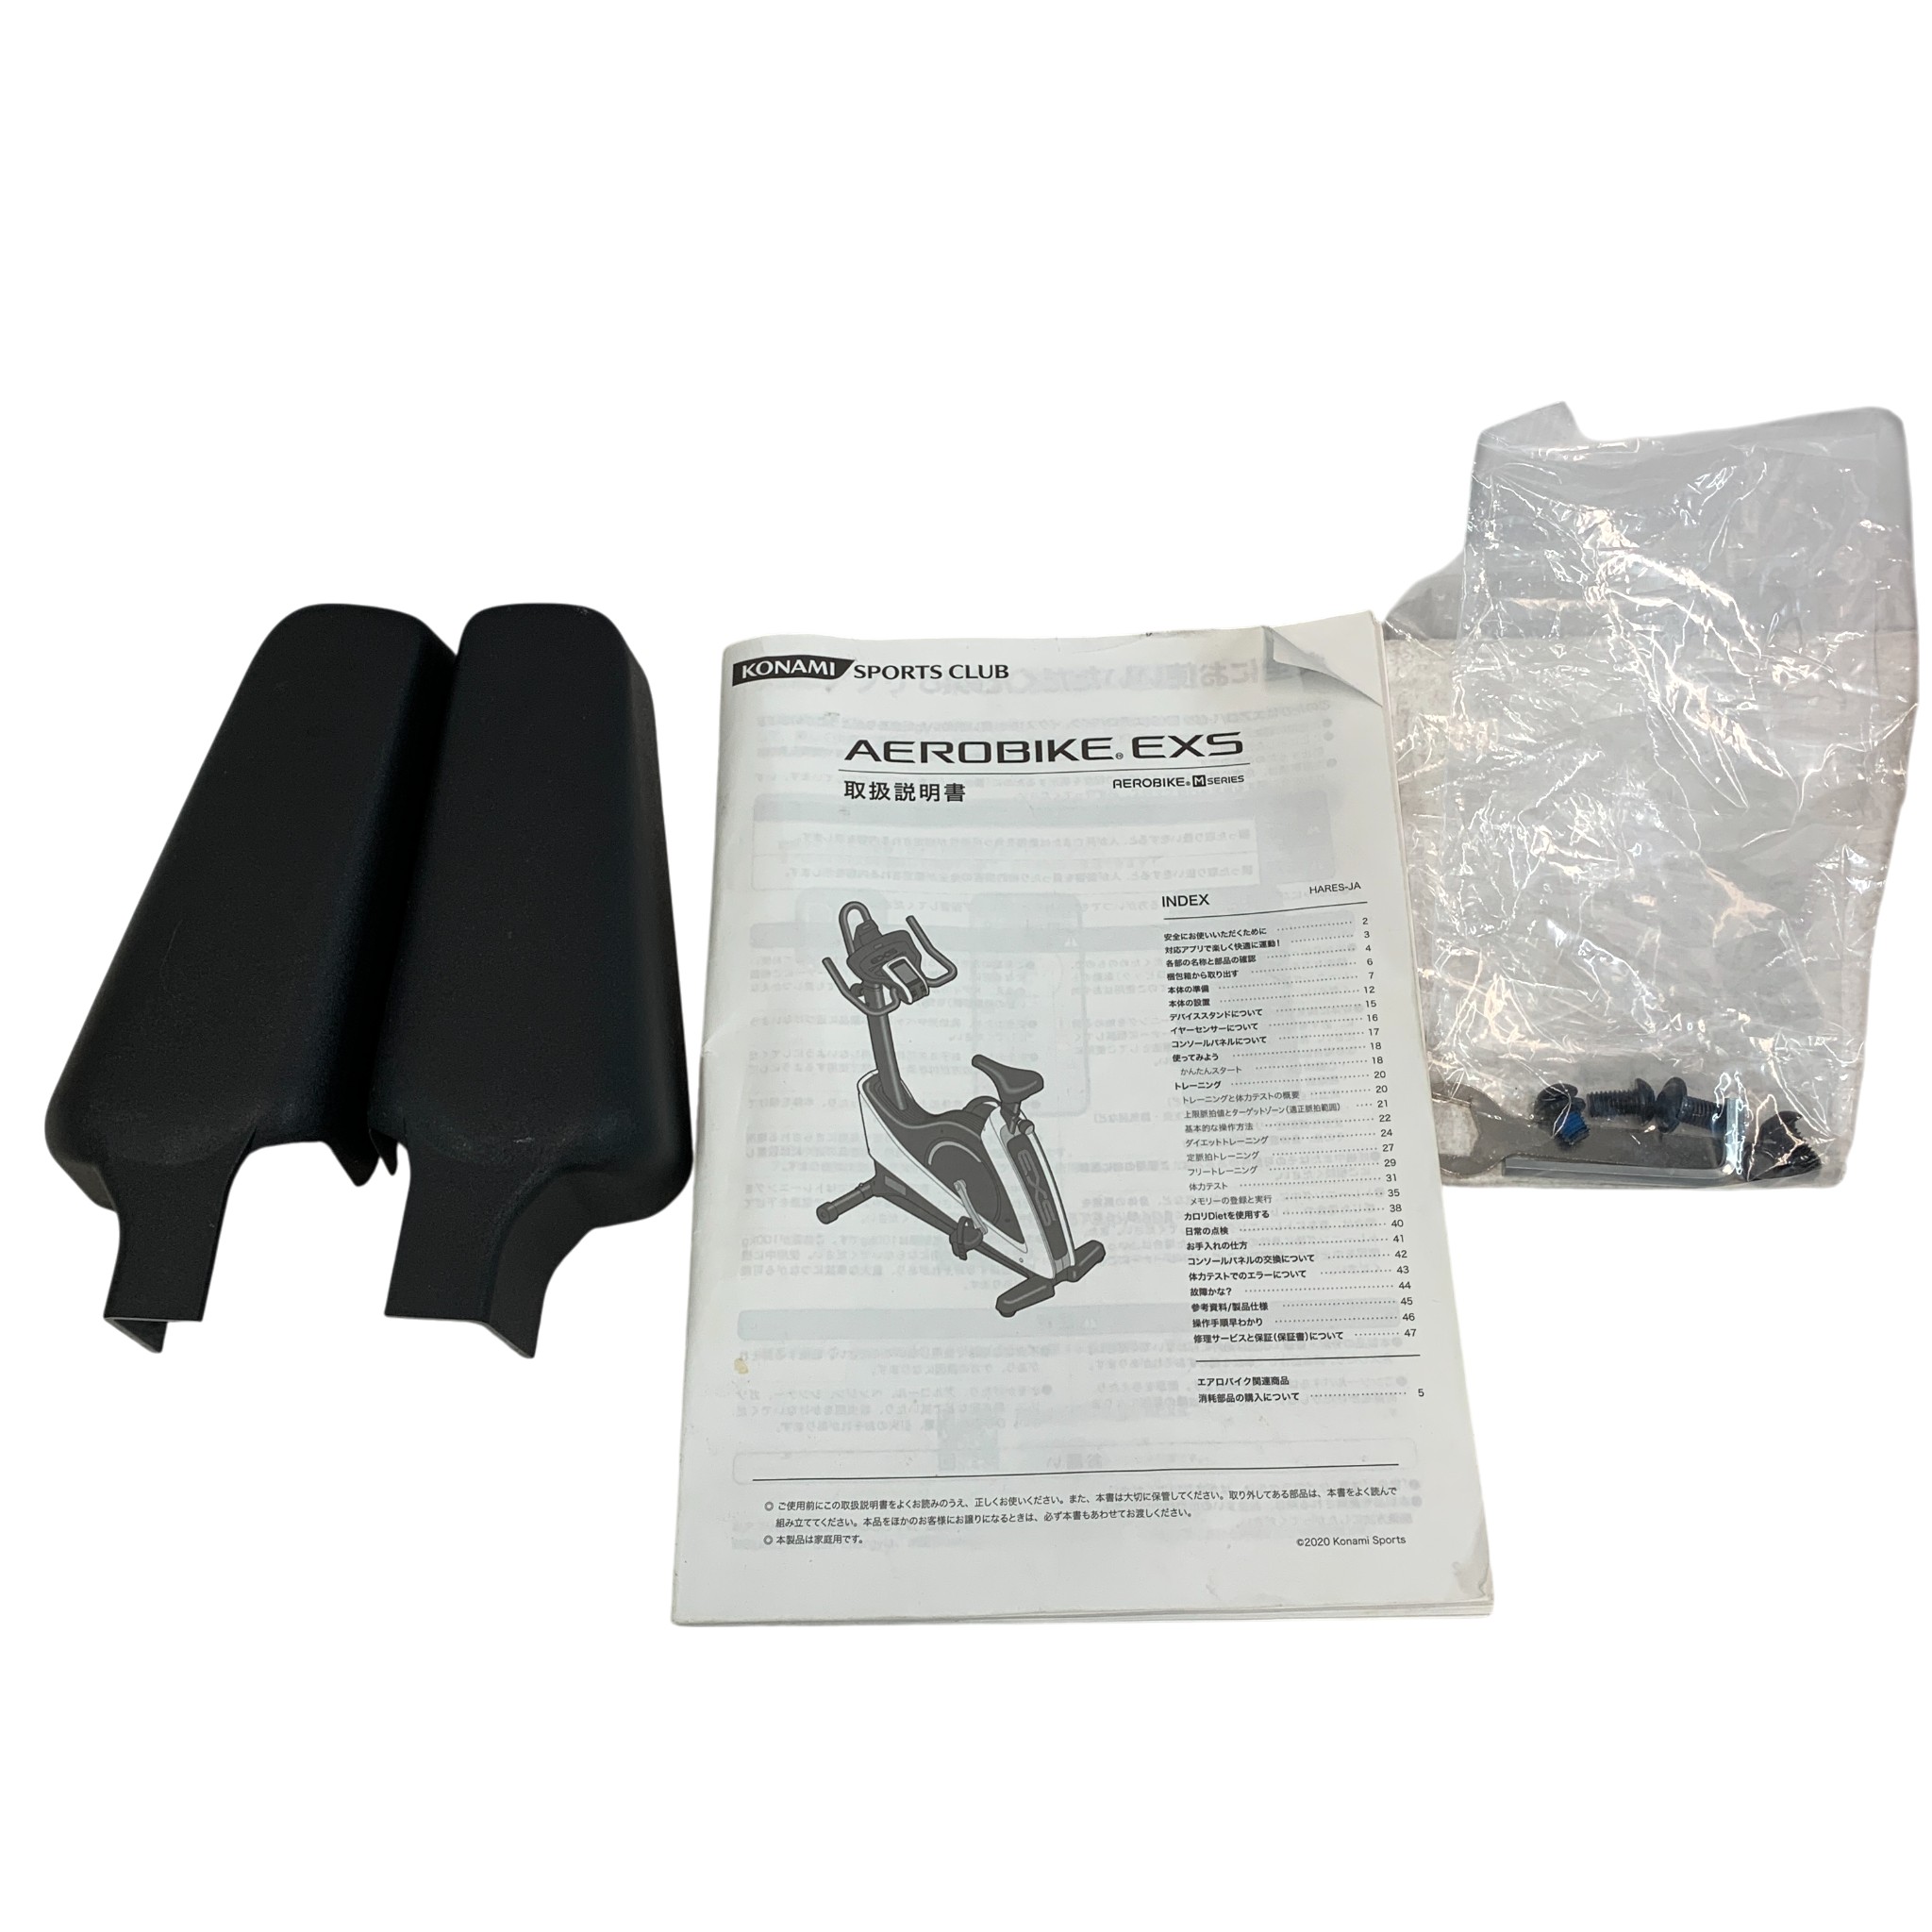 KONAMI SPORTS CLUB
AEROBIKE® EXS
取扱説明書
AEROBIKE® M SERIES
HARES-JA
INDEX
安全にお使いいただくために 2
対応アプリで楽しく快適に運動! 3
各部の名称と部品の確認 4
梱包箱から取り出す 6
本体の準備 7
本体の設置 12
デバイススタンドについて 15
イヤーセンサーについて 16
コンソールパネルについて 17
使ってみよう 18
かんたんスタート 18
トレーニング 20
トレーニングと体力テストの概要 20
上限脈拍値とターゲットゾーン(適正脈拍範囲) 21
基本的な操作方法 22
ダイエットトレーニング 24
定脈拍トレーニング 27
フリートレーニング 29
体力テスト 31
メモリーの登録と実行 35
カロリDietを使用する 38
日常の点検 40
お手入れの仕方 41
コンソールパネルの交換について 42
体力テストでのエラーについて 43
故障かな? 44
参考資料/製品仕様 45
操作手順早わかり 46
修理サービスと保証(保証書)について 47
エアロバイク関連商品
消耗部品の購入について 5
EXS
◎ ご使用前にこの取扱説明書をよくお読みのうえ、正しくお使いください。また、本書は大切に保管してください。取り外してある部品は、本書をよく読んで
組み立ててください。本品をほかのお客様にお譲りになるときは、必ず本書もあわせてお渡しください。
◎ 本製品は家庭用です。
©2020 Konami Sports